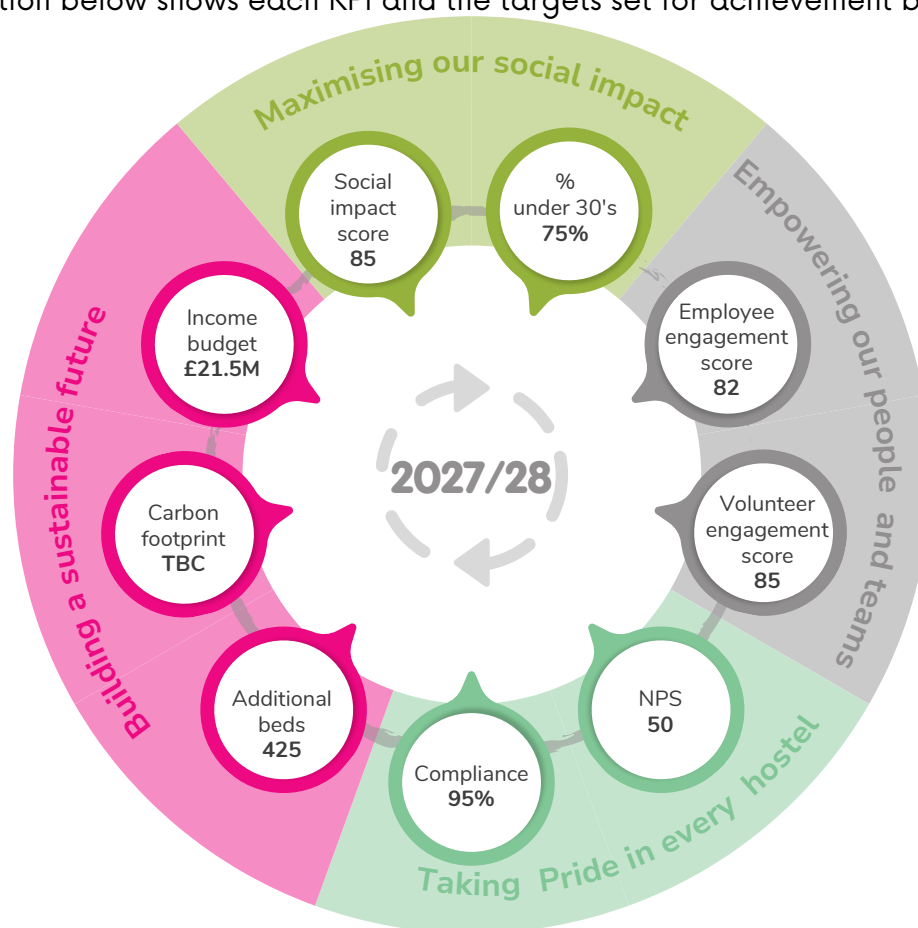 tion below shows each KPI and the targets set for achievement b
Maximising our social impact
Social
impact
score
85
%
under 30's
75%
Empowering our people and teams
Employee
engagement
score
82
Volunteer
engagement
score
85
Taking Pride in every hostel
NPS
50
Compliance
95%
Building a sustainable future
Additional
beds
425
Carbon
footprint
TBC
Income
budget
£21.5M
2027/28